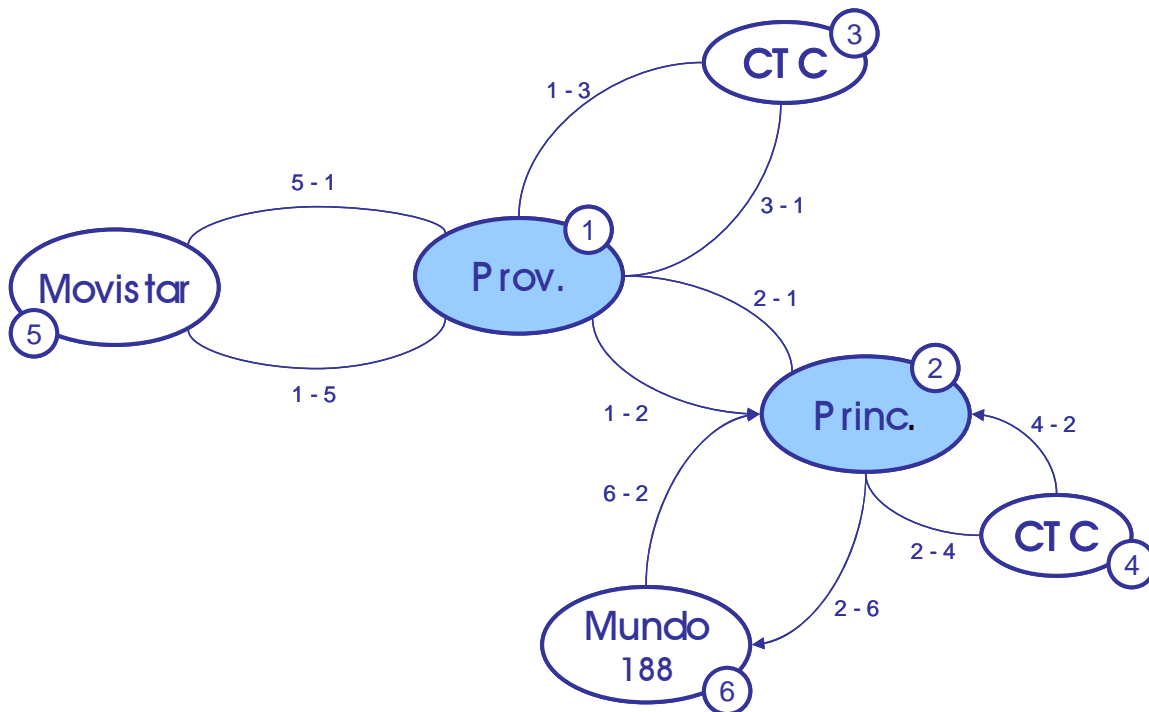 3
CTC
1 - 3
5 - 1
3 - 1
1
Prov.
Movistar
2 - 1
5
2
1 - 5
1 - 2
Princ.
4 - 2
6 - 2
CTC
2 - 4
4
2 - 6
Mundo
188
6